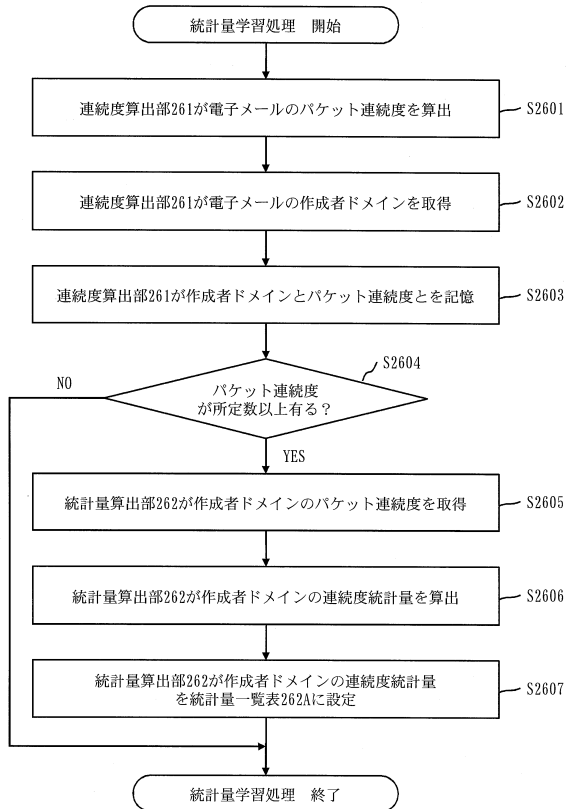 統計量学習処理　開始
連続度算出部261が電子メールのパケット連続度を算出
S2601
連続度算出部261が電子メールの作成者ドメインを取得
S2602
連続度算出部261が作成者ドメインとパケット連続度とを記憶
S2603
S2604
NO
パケット連続度
が所定数以上有る？
YES
統計量算出部262が作成者ドメインのパケット連続度を取得
S2605
統計量算出部262が作成者ドメインの連続度統計量を算出
S2606
統計量算出部262が作成者ドメインの連続度統計量
を統計量一覧表262Aに設定
S2607
統計量学習処理　終了